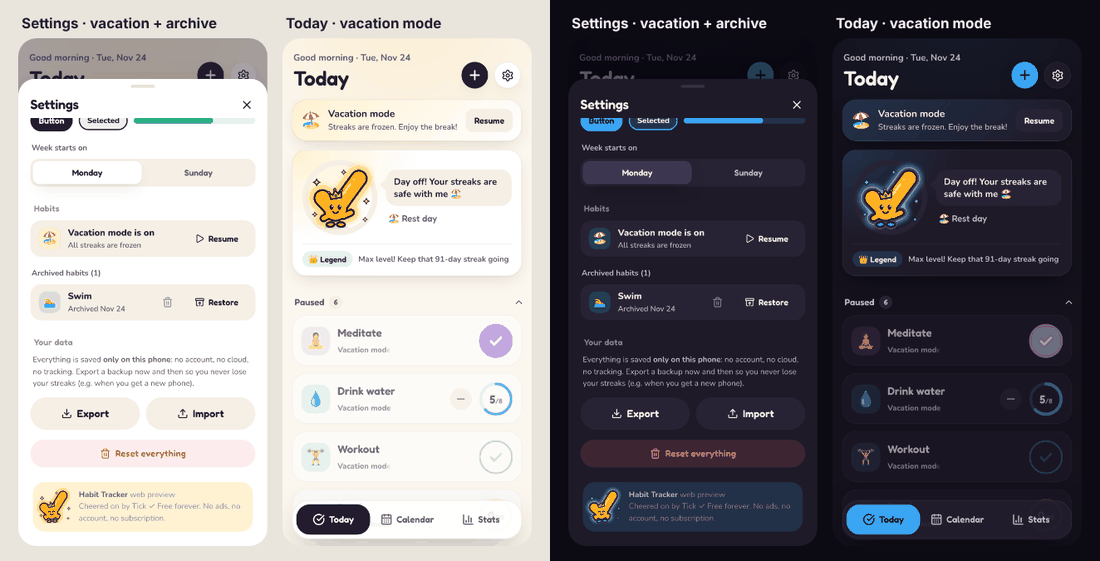 Settings · vacation + archive
Good morning · Tue, Nov 24
Today
Settings
Button
Selected
Week starts on
Monday
Sunday
Habits
Vacation mode is on
All streaks are frozen
Resume
Archived habits (1)
Swim
Archived Nov 24
Restore
Your data
Everything is saved only on this phone: no account, no cloud,
no tracking. Export a backup now and then so you never lose
your streaks (e.g. when you get a new phone).
Export
Import
Reset everything
Habit Tracker web preview
Cheered on by Tick ✓ Free forever. No ads, no
account, no subscription.
Today · vacation mode
Good morning · Tue, Nov 24
Today
Vacation mode
Streaks are frozen. Enjoy the break!
Resume
Day off! Your streaks are
safe with me 🏖️
🏖️ Rest day
👑 Legend
Max level! Keep that 91-day streak going
Paused 6
Meditate
Vacation mode
Drink water
Vacation mode
5/8
Workout
Vacation mode
Today
Calendar
Stats
Settings · vacation + archive
Good morning · Tue, Nov 24
Today
Settings
Button
Selected
Week starts on
Monday
Sunday
Habits
Vacation mode is on
All streaks are frozen
Resume
Archived habits (1)
Swim
Archived Nov 24
Restore
Your data
Everything is saved only on this phone: no account, no cloud,
no tracking. Export a backup now and then so you never lose
your streaks (e.g. when you get a new phone).
Export
Import
Reset everything
Habit Tracker web preview
Cheered on by Tick ✓ Free forever. No ads, no
account, no subscription.
Today · vacation mode
Good morning · Tue, Nov 24
Today
Vacation mode
Streaks are frozen. Enjoy the break!
Resume
Day off! Your streaks are
safe with me 🏖️
🏖️ Rest day
👑 Legend
Max level! Keep that 91-day streak going
Paused 6
Meditate
Vacation mode
Drink water
Vacation mode
5/8
Workout
Vacation mode
Today
Calendar
Stats